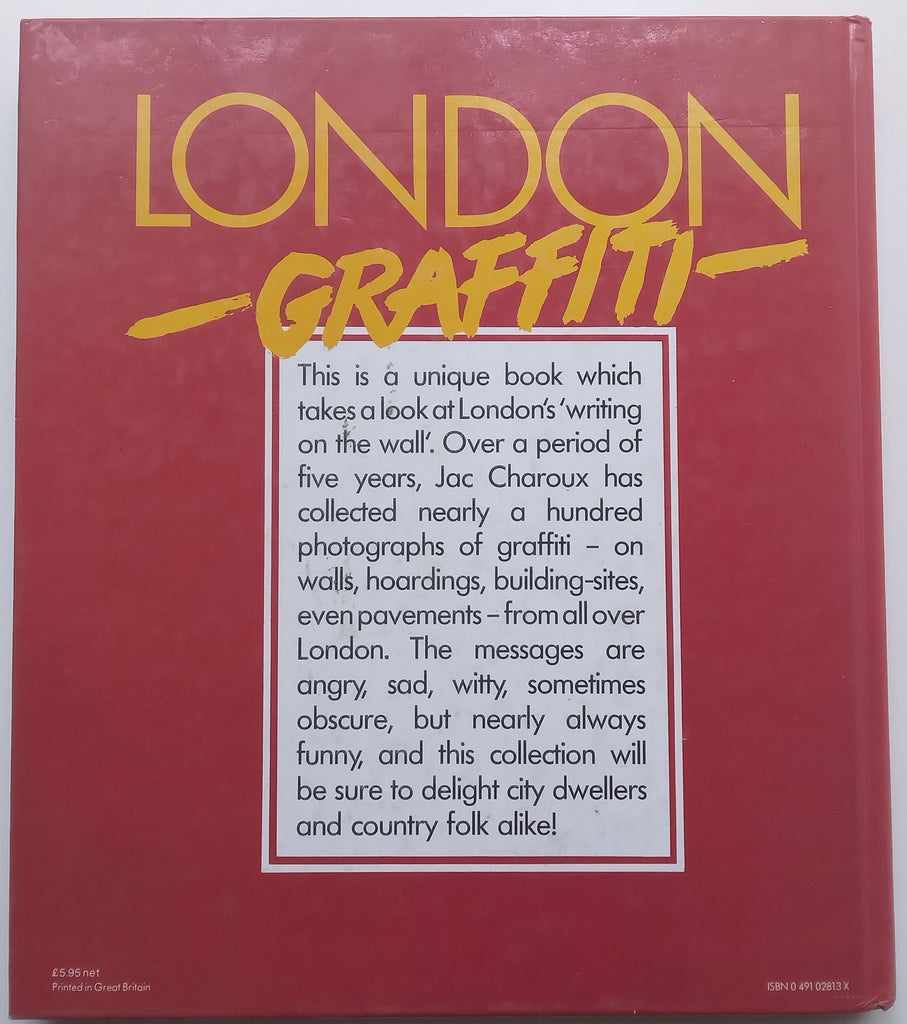 LONDON
—GRAFFITI—
This is a unique book which
takes a look at London's 'writing
on the wall'. Over a period of
five years, Jac Charoux has
collected nearly a hundred
photographs of graffiti – on
walls, hoardings, building-sites,
even pavements – from all over
London. The messages are
angry, sad, witty, sometimes
obscure, but nearly always
funny, and this collection will
be sure to delight city dwellers
and country folk alike!
£5.95 net
Printed in Great Britain
ISBN 0 491 02813 X